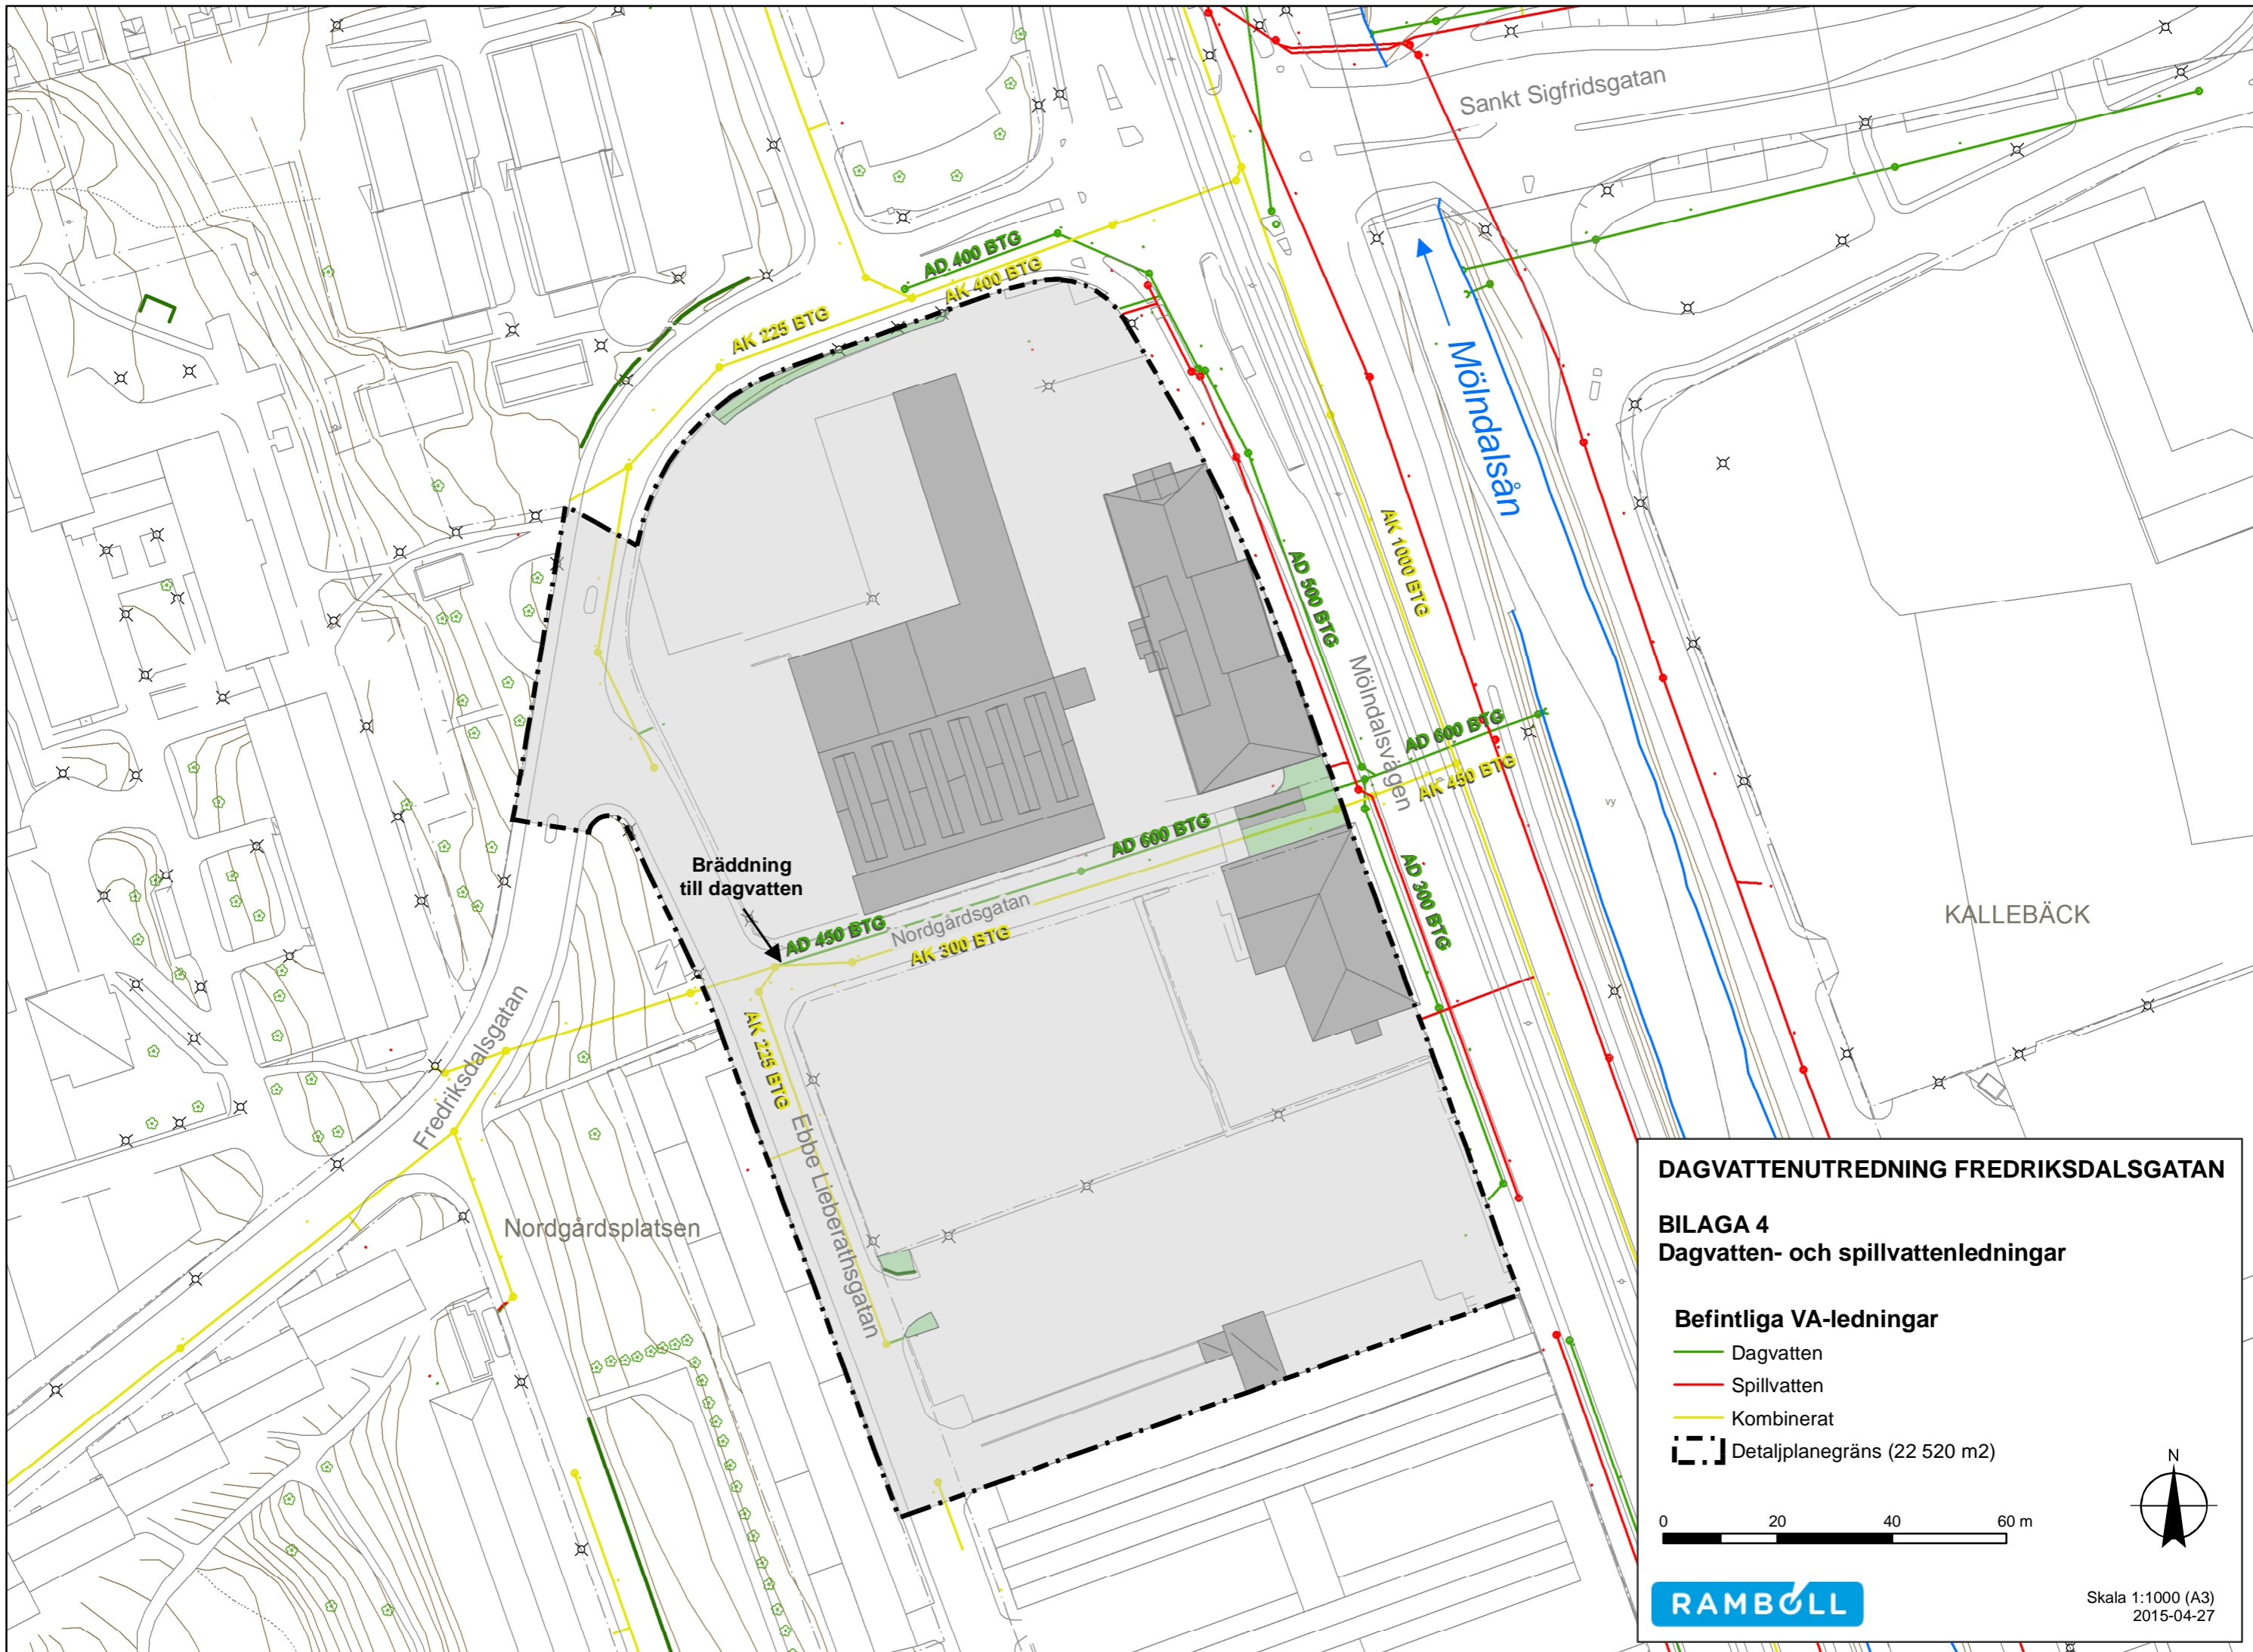 Sankt Sigfridsgatan
AD 400 BTG
AK 400 BTG
AK 225 BTG
Mölndalsån
AK 1000 BTG
AD 500 BTG
Mölndalsvägen
AD 600 BTG
AK 450 BTG
AD 600 BTG
vy
Bräddning
till dagvatten
AD 450 BTG
Nordgårdsgatan
AK 300 BTG
AD 300 BTG
KALLEBÄCK
Fredriksdalsgatan
AK 225 BTG
Ebbe Lieberathsgatan
Nordgårdsplatsen
DAGVATTENUTREDNING FREDRIKSDALSGATAN
BILAGA 4
Dagvatten- och spillvattenledningar
Befintliga VA-ledningar
Dagvatten
Spillvatten
Kombinerat
Detaljplanegräns (22 520 m2)
N
0 20 40 60 m
RAMBOLL
Skala 1:1000 (A3)
2015-04-27